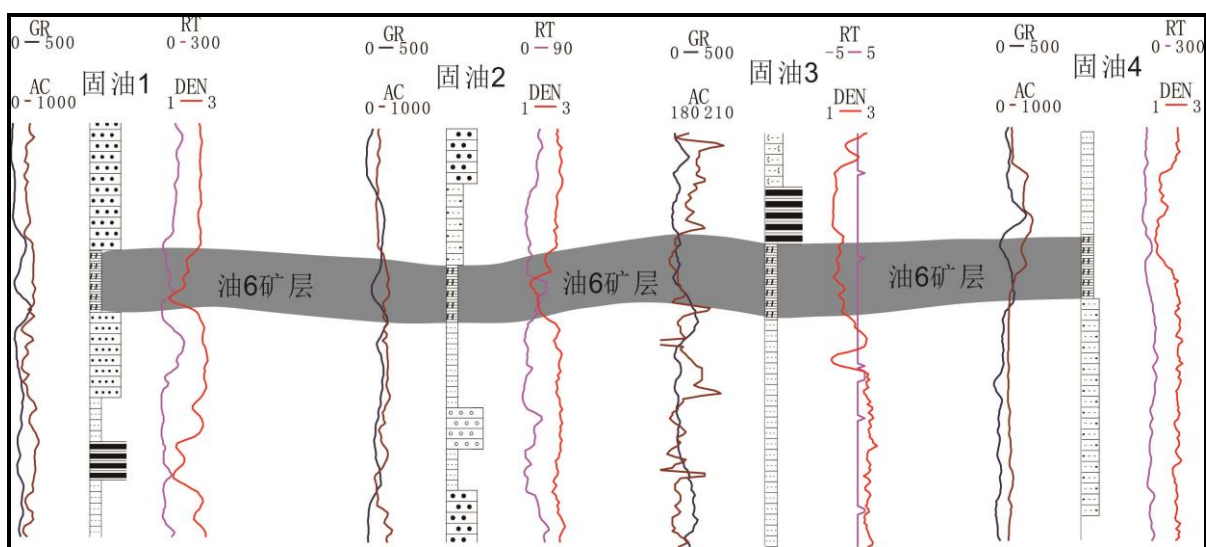 GR
0 — 500
RT
0 - 300
固油1
AC
0 - 1000
DEN
1 — 3
GR
0 — 500
RT
0 — 90
固油2
AC
0 - 1000
DEN
1 — 3
GR
0 — 500
RT
-5 — 5
固油3
AC
180 210
DEN
1 — 3
GR
0 — 500
RT
0 - 300
固油4
AC
0 - 1000
DEN
1 — 3
油6矿层
油6矿层
油6矿层